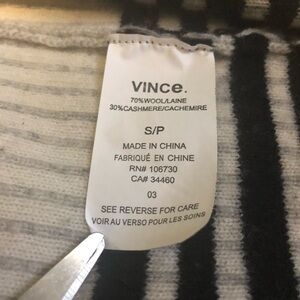 VINCE.
70%WOOL/LAINE
30%CASHMERE/CACHEMIRE
S/P
MADE IN CHINA
FABRIQUÉ EN CHINE
RN# 106730
CA# 34460
03
SEE REVERSE FOR CARE
VOIR AU VERSO POUR LES SOINS